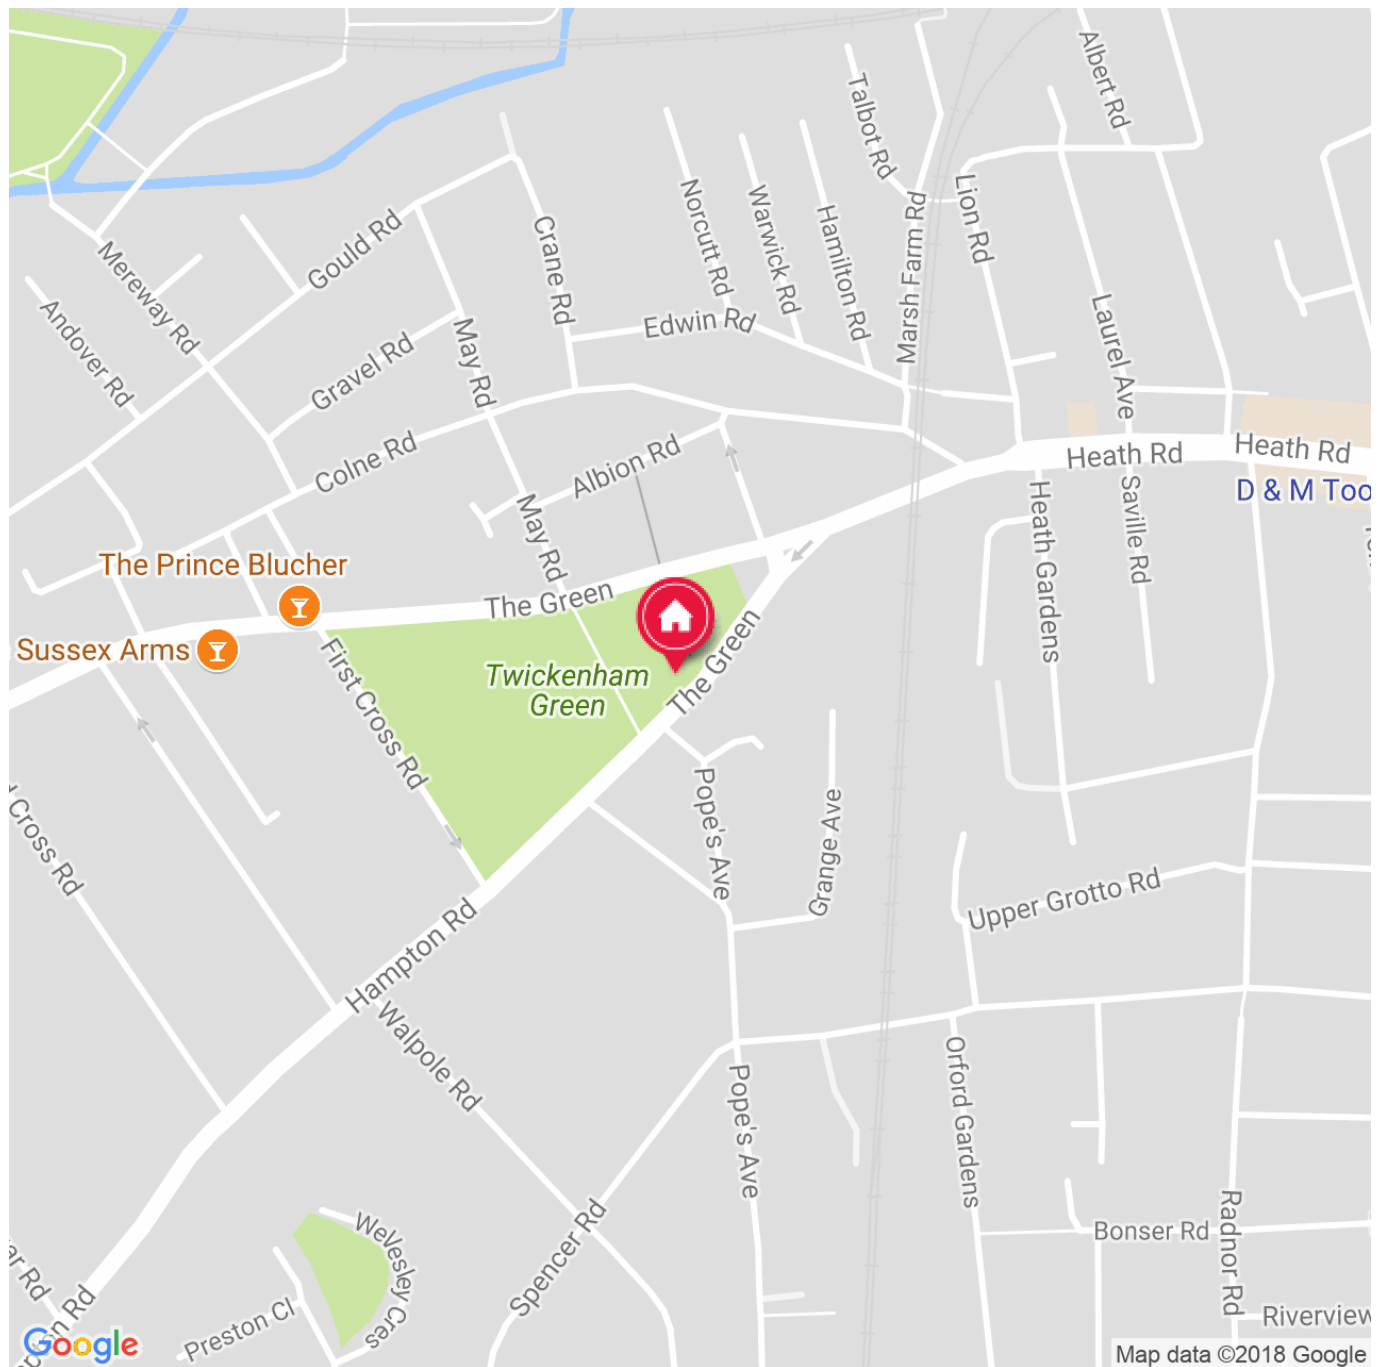 Albert Rd
Talbot Rd
Norcutt Rd
Warwick Rd
Hamilton Rd
Marsh Farm Rd
Lion Rd
Gould Rd
Crane Rd
Mereway Rd
Andover Rd
Gravel Rd
May Rd
Edwin Rd
Laurel Ave
Colne Rd
Albion Rd
Heath Rd
Heath Rd
D & M Too
May Rd
Heath Gardens
Saville Rd
The Prince Blucher
The Green
Sussex Arms
First Cross Rd
Twickenham
Green
The Green
Pope's Ave
Grange Ave
Cross Rd
Upper Grotto Rd
Hampton Rd
Walpole Rd
Orford Gardens
Pope's Ave
Spencer Rd
Wellesley Cres
Bonser Rd
Radnor Rd
Preston Cl
Rd
Rd
Riverview
Google
Map data ©2018 Google